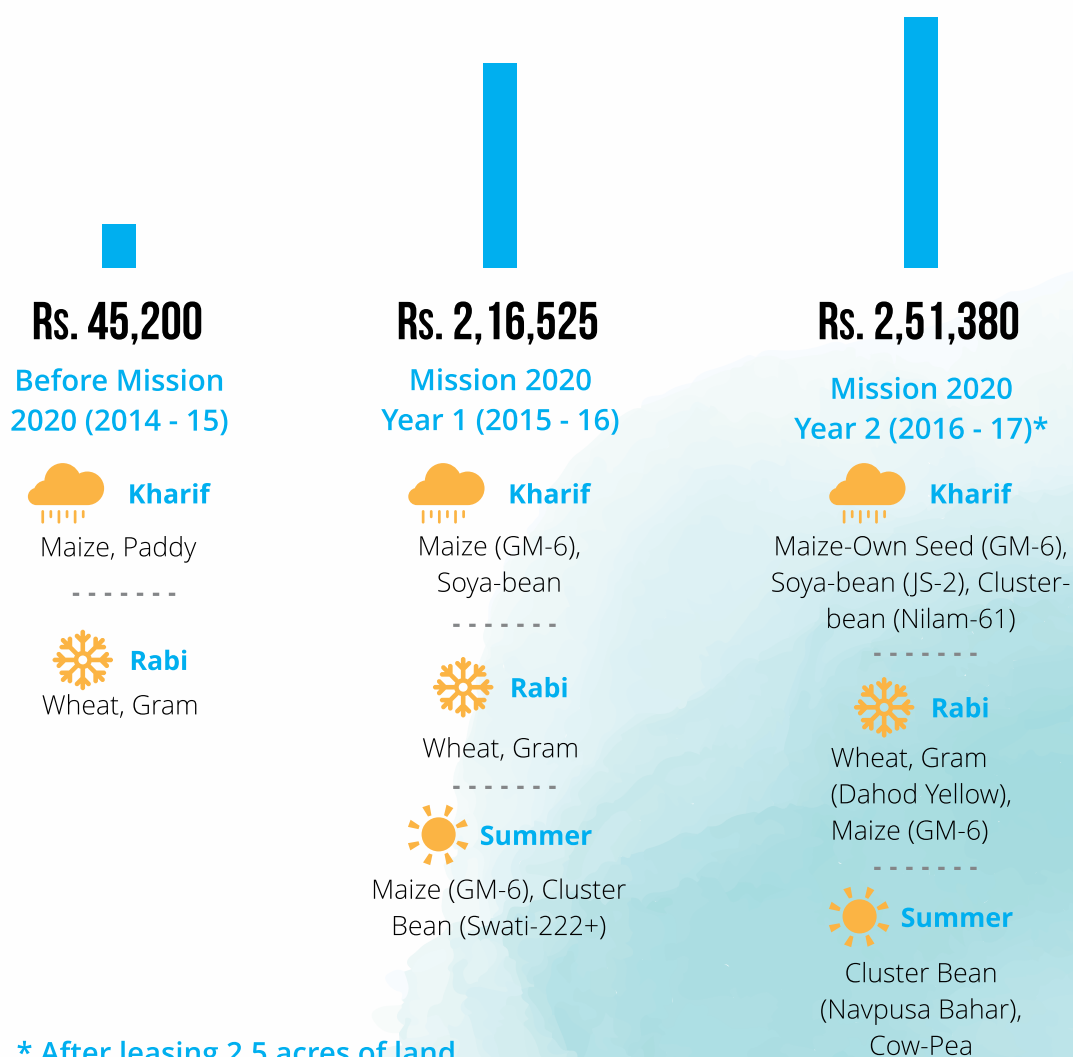 Rs. 45,200
Before Mission
2020 (2014 - 15)
Kharif
Maize, Paddy
- - - - - - -
Rabi
Wheat, Gram
Rs. 2,16,525
Mission 2020
Year 1 (2015 - 16)
Kharif
Maize (GM-6),
Soya-bean
- - - - - - -
Rabi
Wheat, Gram
- - - - - - -
Summer
Maize (GM-6), Cluster
Bean (Swati-222+)
Rs. 2,51,380
Mission 2020
Year 2 (2016 - 17)*
Kharif
Maize-Own Seed (GM-6),
Soya-bean (JS-2), Cluster-
bean (Nilam-61)
- - - - - - -
Rabi
Wheat, Gram
(Dahod Yellow),
Maize (GM-6)
- - - - - - -
Summer
Cluster Bean
(Navpusa Bahar),
Cow-Pea
* After leasing 2.5 acres of land